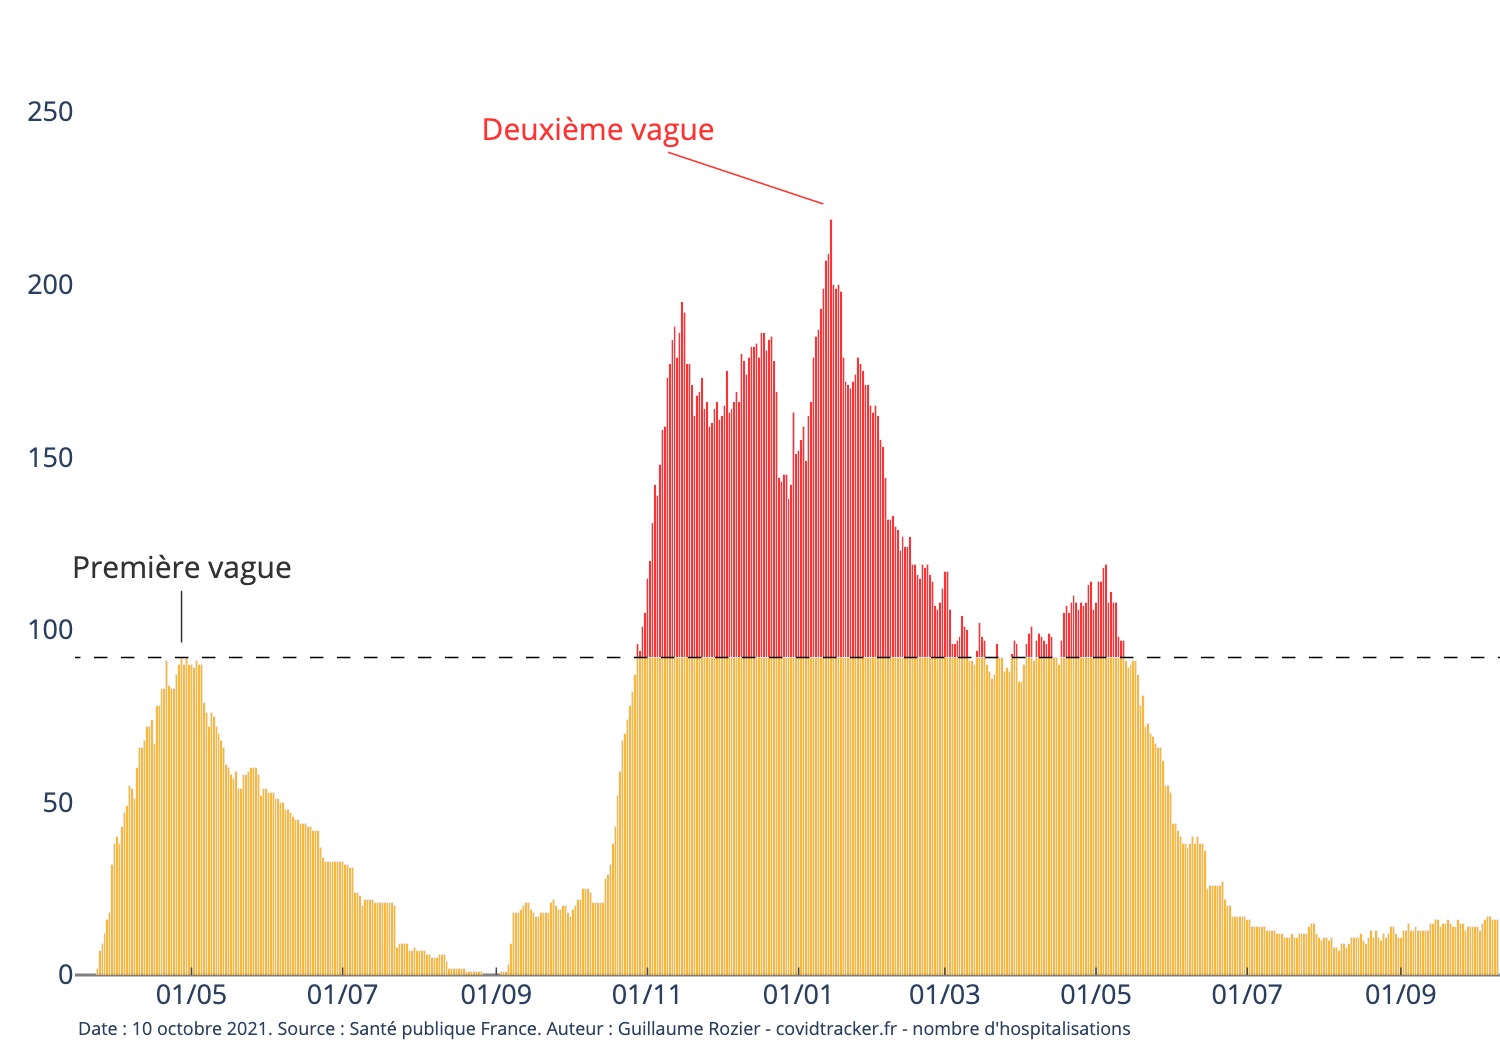 250
Deuxième vague
200
150
Première vague
100
50
0
01/05 01/07 01/09 01/11 01/01 01/03 01/05 01/07 01/09
Date : 10 octobre 2021. Source : Santé publique France. Auteur : Guillaume Rozier - covidtracker.fr - nombre d'hospitalisations